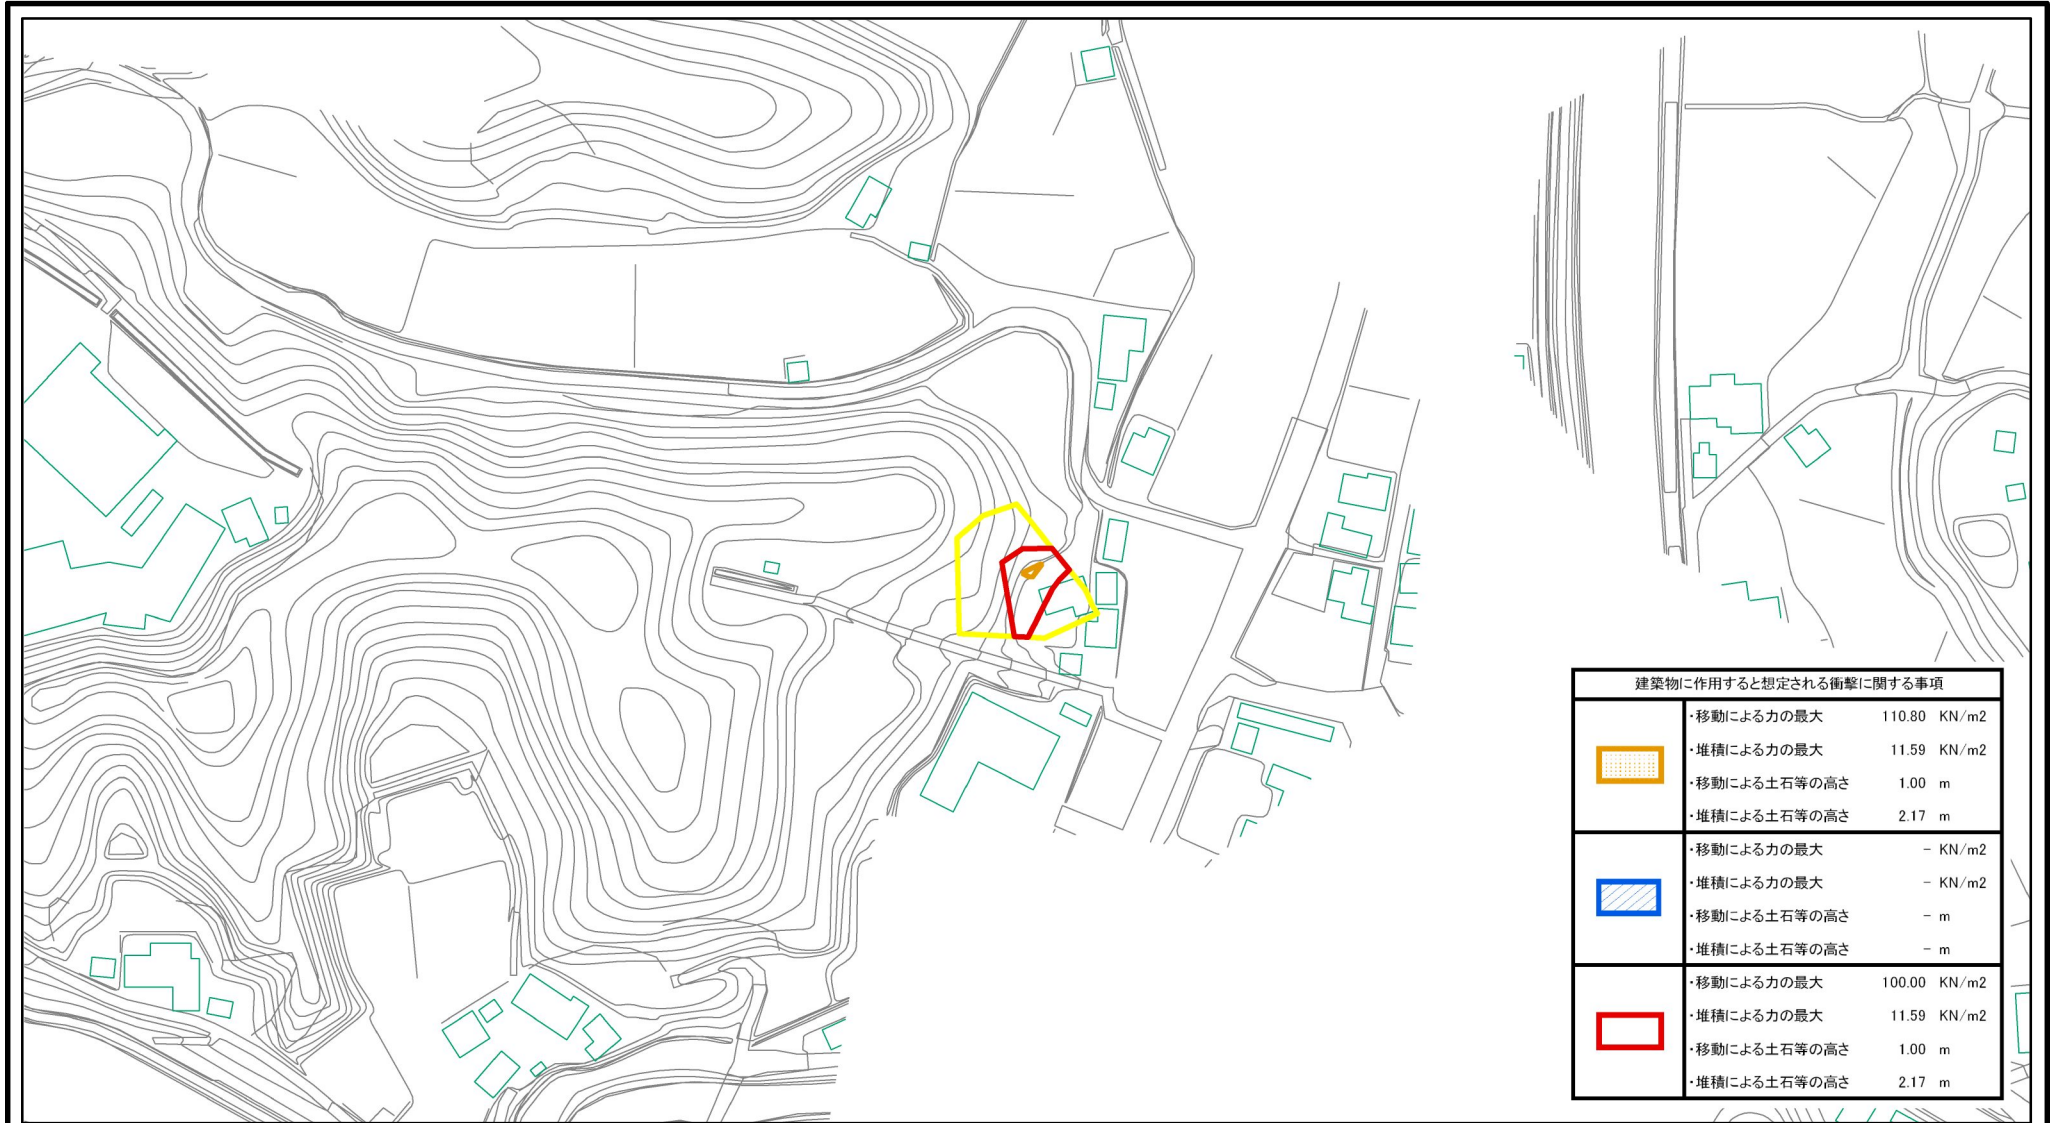 建築物に作用すると想定される衝撃に関する事項
・移動による力の最大 110.80 KN/m2
・堆積による力の最大 11.59 KN/m2
・移動による土石等の高さ 1.00 m
・堆積による土石等の高さ 2.17 m
・移動による力の最大 - KN/m2
・堆積による力の最大 - KN/m2
・移動による土石等の高さ - m
・堆積による土石等の高さ - m
・移動による力の最大 100.00 KN/m2
・堆積による力の最大 11.59 KN/m2
・移動による土石等の高さ 1.00 m
・堆積による土石等の高さ 2.17 m